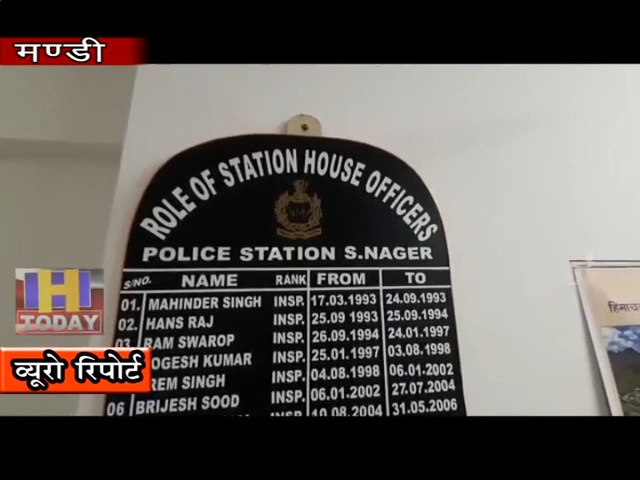 मण्डी
ROLE OF STATION HOUSE OFFICERS
POLICE STATION S.NAGER
S/NO. NAME RANK FROM TO
01. MAHINDER SINGH INSP. 17.03.1993 24.09.1993
02. HANS RAJ INSP. 25.09 1993 25.09.1994
03. RAM SWAROP INSP. 26.09.1994 24.01.1997
OGESH KUMAR INSP. 25.01.1997 03.08.1998
REM SINGH INSP. 04.08.1998 06.01.2002
06 BRIJESH SOOD INSP. 06.01.2002 27.07.2004
INSP. 10.08.2004 31.05.2006
H
TODAY
ब्यूरो रिपोर्ट